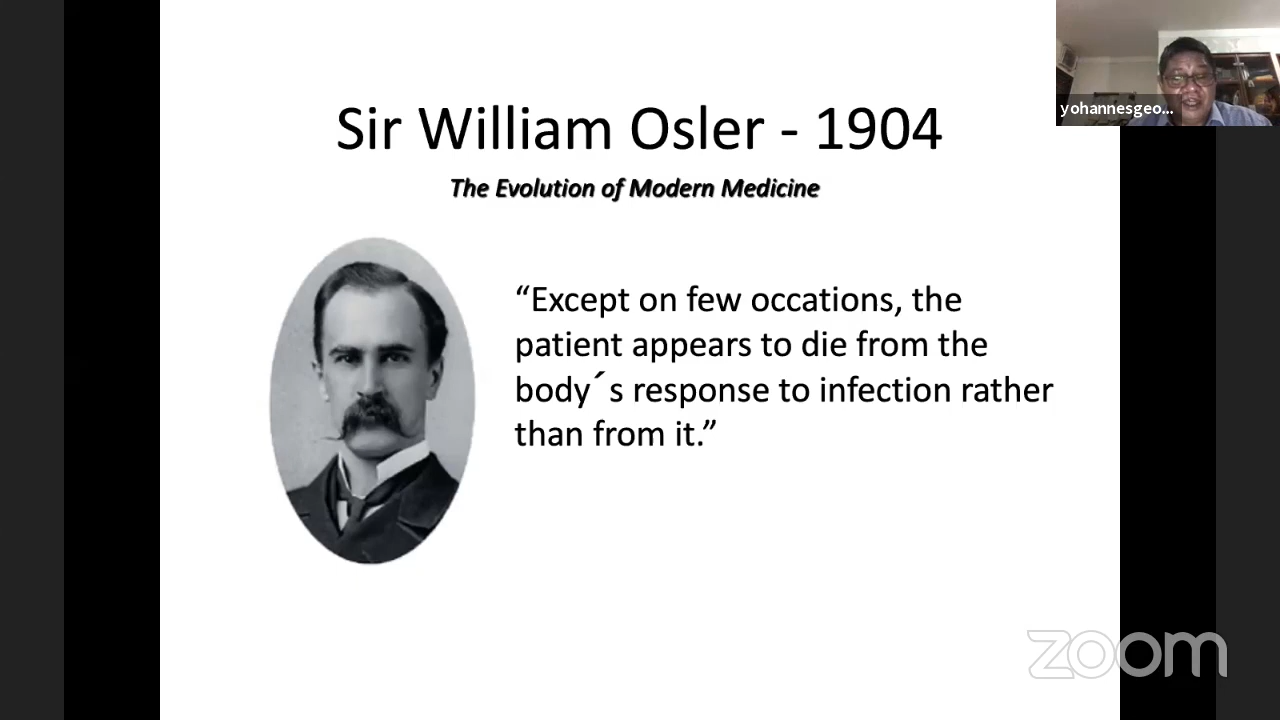 Sir William Osler - 1904
The Evolution of Modern Medicine
“Except on few occations, the
patient appears to die from the
body´s response to infection rather
than from it.”
yohannesgeo...
zoom